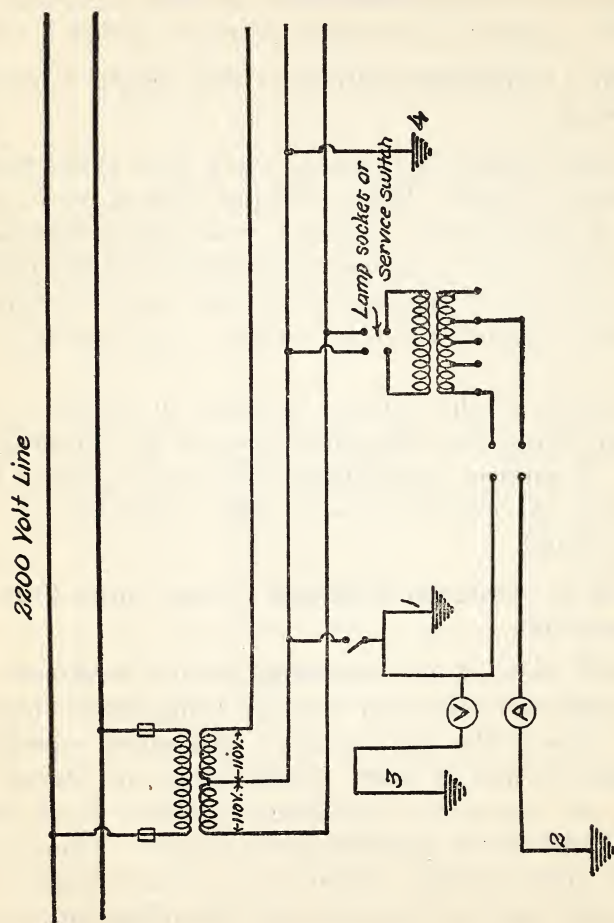 2200 Volt Line
←110V.→←110V.→
Lamp socket or
service switch
1
2
3
4
V
A